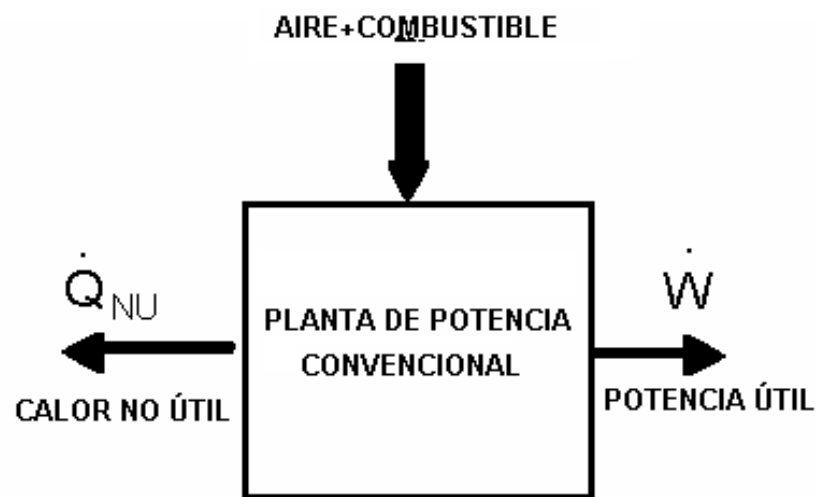 AIRE+COMBUSTIBLE
Q̇ NU
Ẇ
PLANTA DE POTENCIA
CONVENCIONAL
CALOR NO ÚTIL
POTENCIA ÚTIL